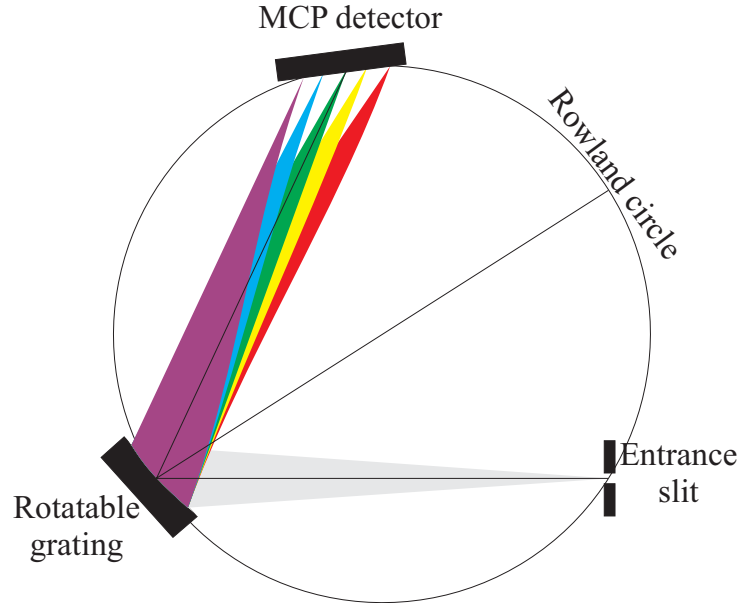 MCP detector
Rowland circle
Entrance
slit
Rotatable
grating